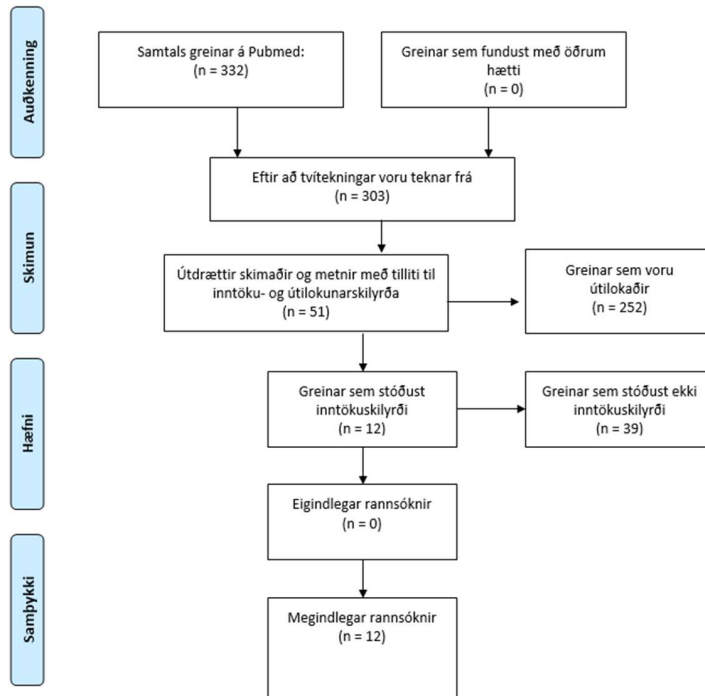 Auðkenning
Samtals greinar á Pubmed:
(n = 332)
Greinar sem fundust með öðrum
hætti
(n = 0)
Eftir að tvítekningar voru teknar frá
(n = 303)
Skimun
Útdrættir skimaðir og metnir með tilliti til
inntöku- og útilokunarskilyrða
(n = 51)
Greinar sem voru
útilokaðir
(n = 252)
Hæfni
Greinar sem stóðust
inntökuskilyrði
(n = 12)
Greinar sem stóðust ekki
inntökuskilyrði
(n = 39)
Eigindlegar rannsóknir
(n = 0)
Samþykki
Megindlegar rannsóknir
(n = 12)